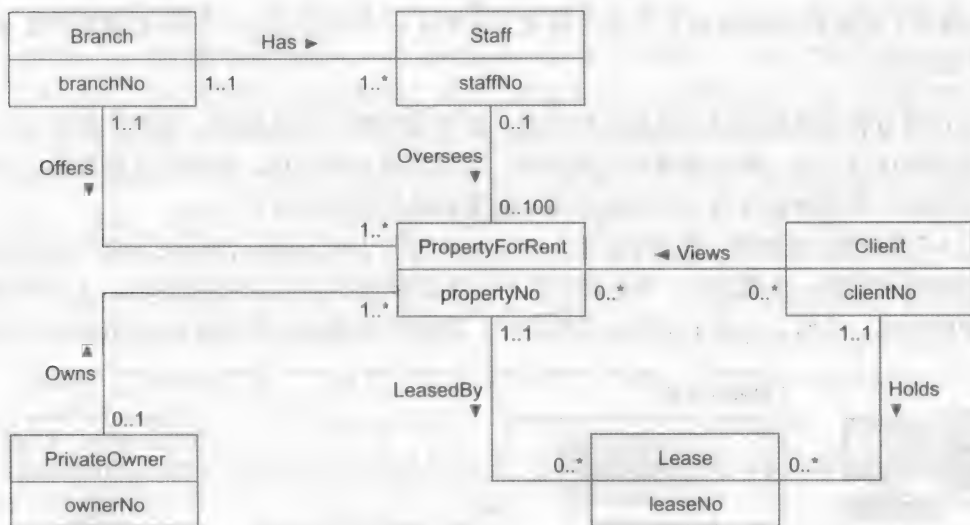 Branch
Has ►
Staff
branchNo
1..1
1..*
staffNo
1..1
0..1
Offers
▼
Oversees
▼
0..100
1..*
PropertyForRent
◄ Views
Client
propertyNo
0..*
0..*
clientNo
1..*
1..1
1..1
▲
Owns
LeasedBy
▼
Holds
▼
0..1
PrivateOwner
0..*
Lease
0..*
ownerNo
leaseNo